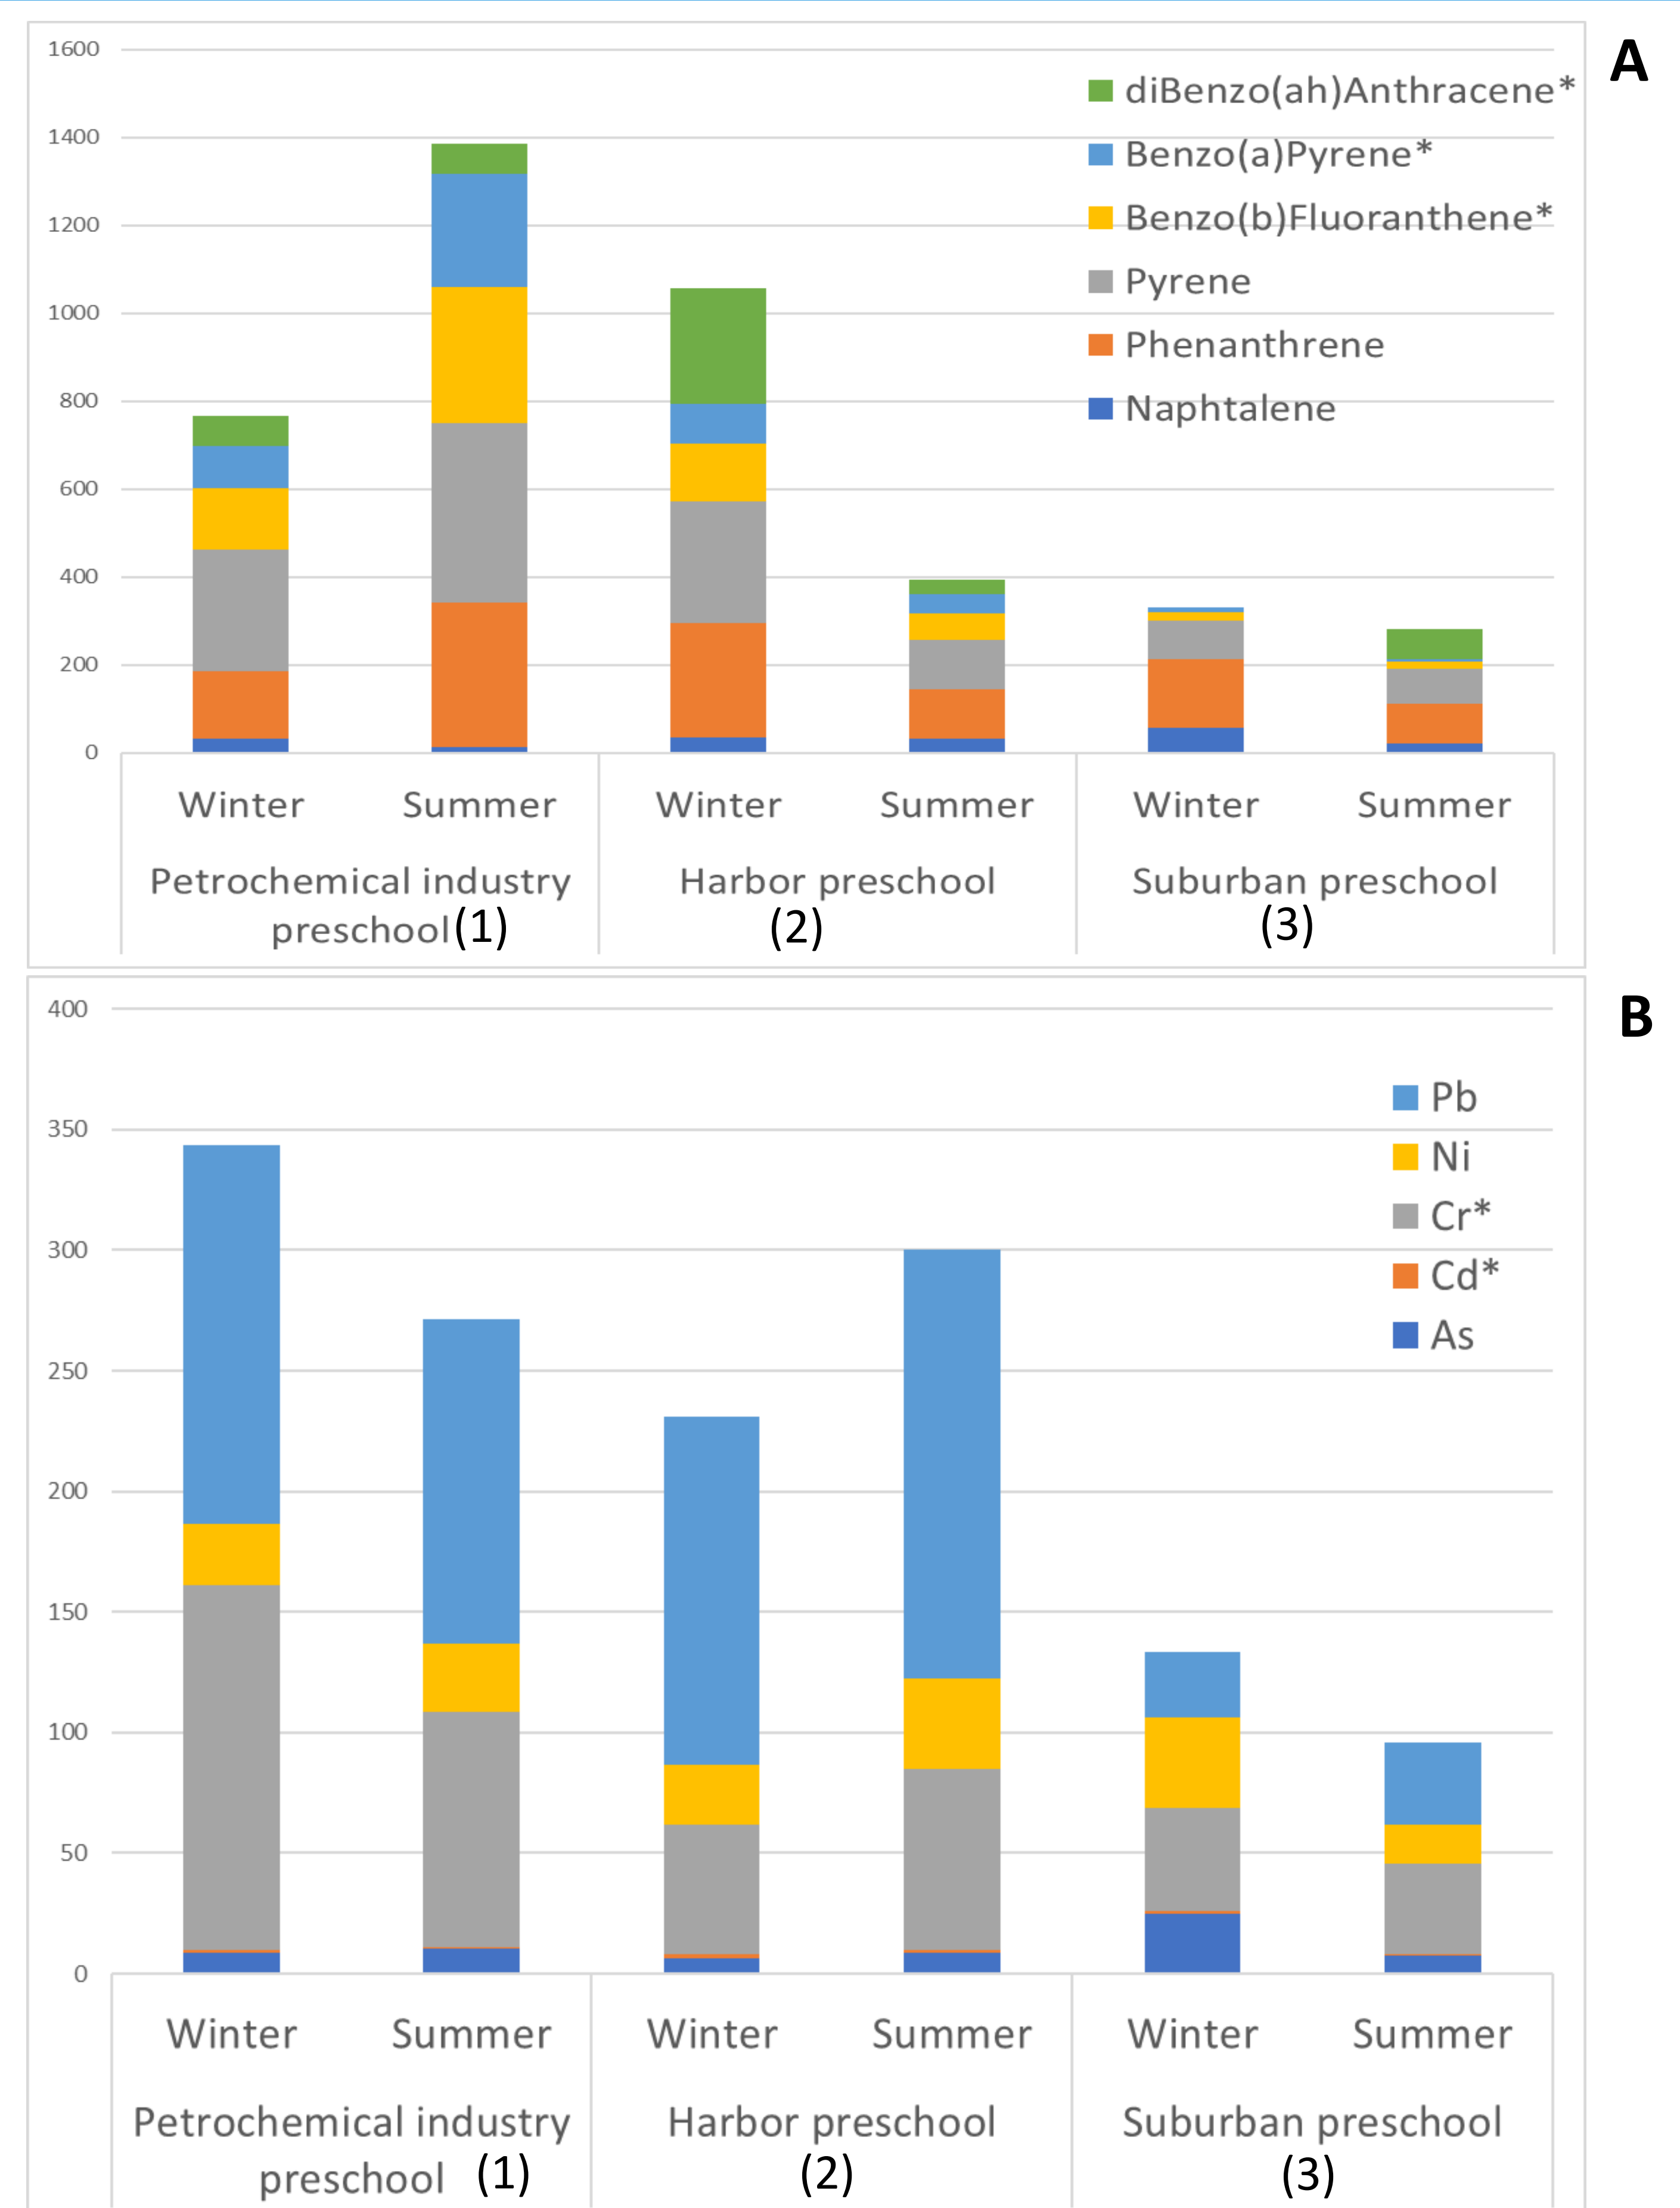 A
1600
1400
1200
1000
800
600
400
200
0
diBenzo(ah)Anthracene*
Benzo(a)Pyrene*
Benzo(b)Fluoranthene*
Pyrene
Phenanthrene
Naphtalene
Winter Summer Winter Summer Winter Summer
Petrochemical industry Harbor preschool Suburban preschool
preschool (1) (2) (3)
B
400
350
300
250
200
150
100
50
0
Pb
Ni
Cr*
Cd*
As
Winter Summer Winter Summer Winter Summer
Petrochemical industry Harbor preschool Suburban preschool
preschool (1) (2) (3)